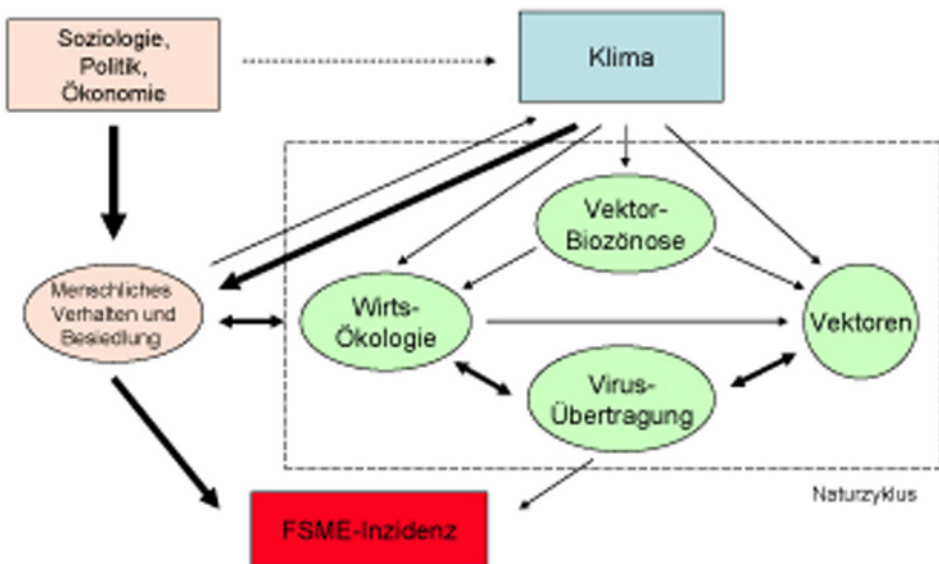 Soziologie,
Politik,
Ökonomie
Klima
Vektor-
Biozönose
Menschliches
Verhalten und
Besiedlung
Wirts-
Ökologie
Vektoren
Virus-
Übertragung
Naturzyklus
FSME-Inzidenz